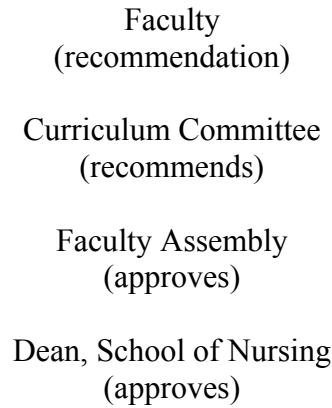 Faculty
(recommendation)
Curriculum Committee
(recommends)
Faculty Assembly
(approves)
Dean, School of Nursing
(approves)